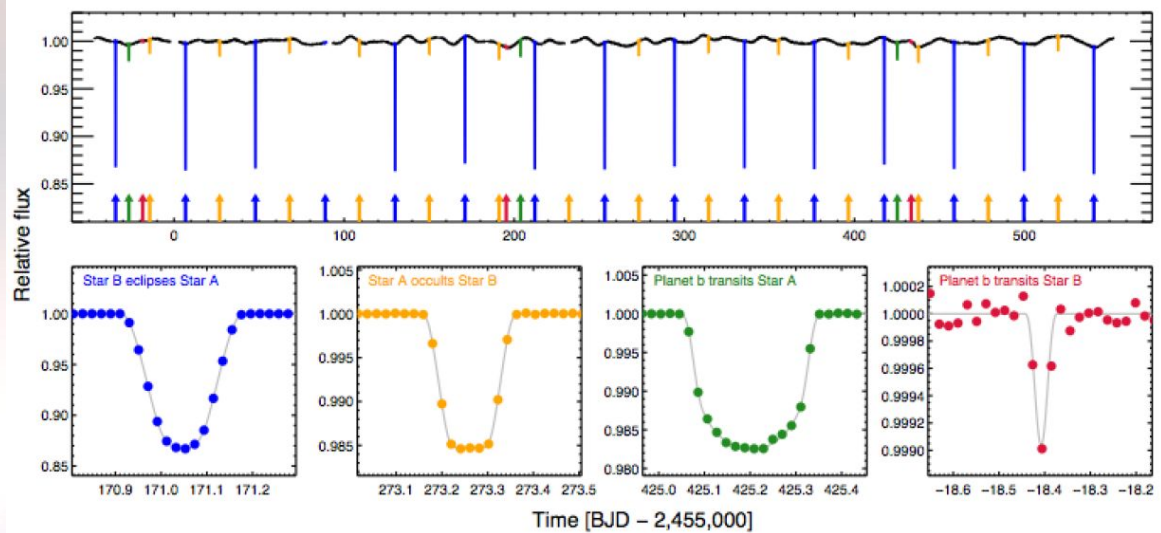 Relative flux
1.00
0.95
0.90
0.85
0 100 200 300 400 500
Star B eclipses Star A
1.00
0.95
0.90
0.85
170.9 171.0 171.1 171.2
Star A occults Star B
1.005
1.000
0.995
0.990
0.985
273.1 273.2 273.3 273.4 273.5
Planet b transits Star A
1.005
1.000
0.995
0.990
0.985
0.980
425.0 425.1 425.2 425.3 425.4
Planet b transits Star B
1.0002
1.0000
0.9998
0.9996
0.9994
0.9992
0.9990
−18.6 −18.5 −18.4 −18.3 −18.2
Time [BJD − 2,455,000]